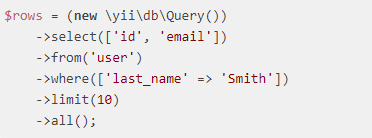 $rows = (new \yii\db\Query())
    ->select(['id', 'email'])
    ->from('user')
    ->where(['last_name' => 'Smith'])
    ->limit(10)
    ->all();